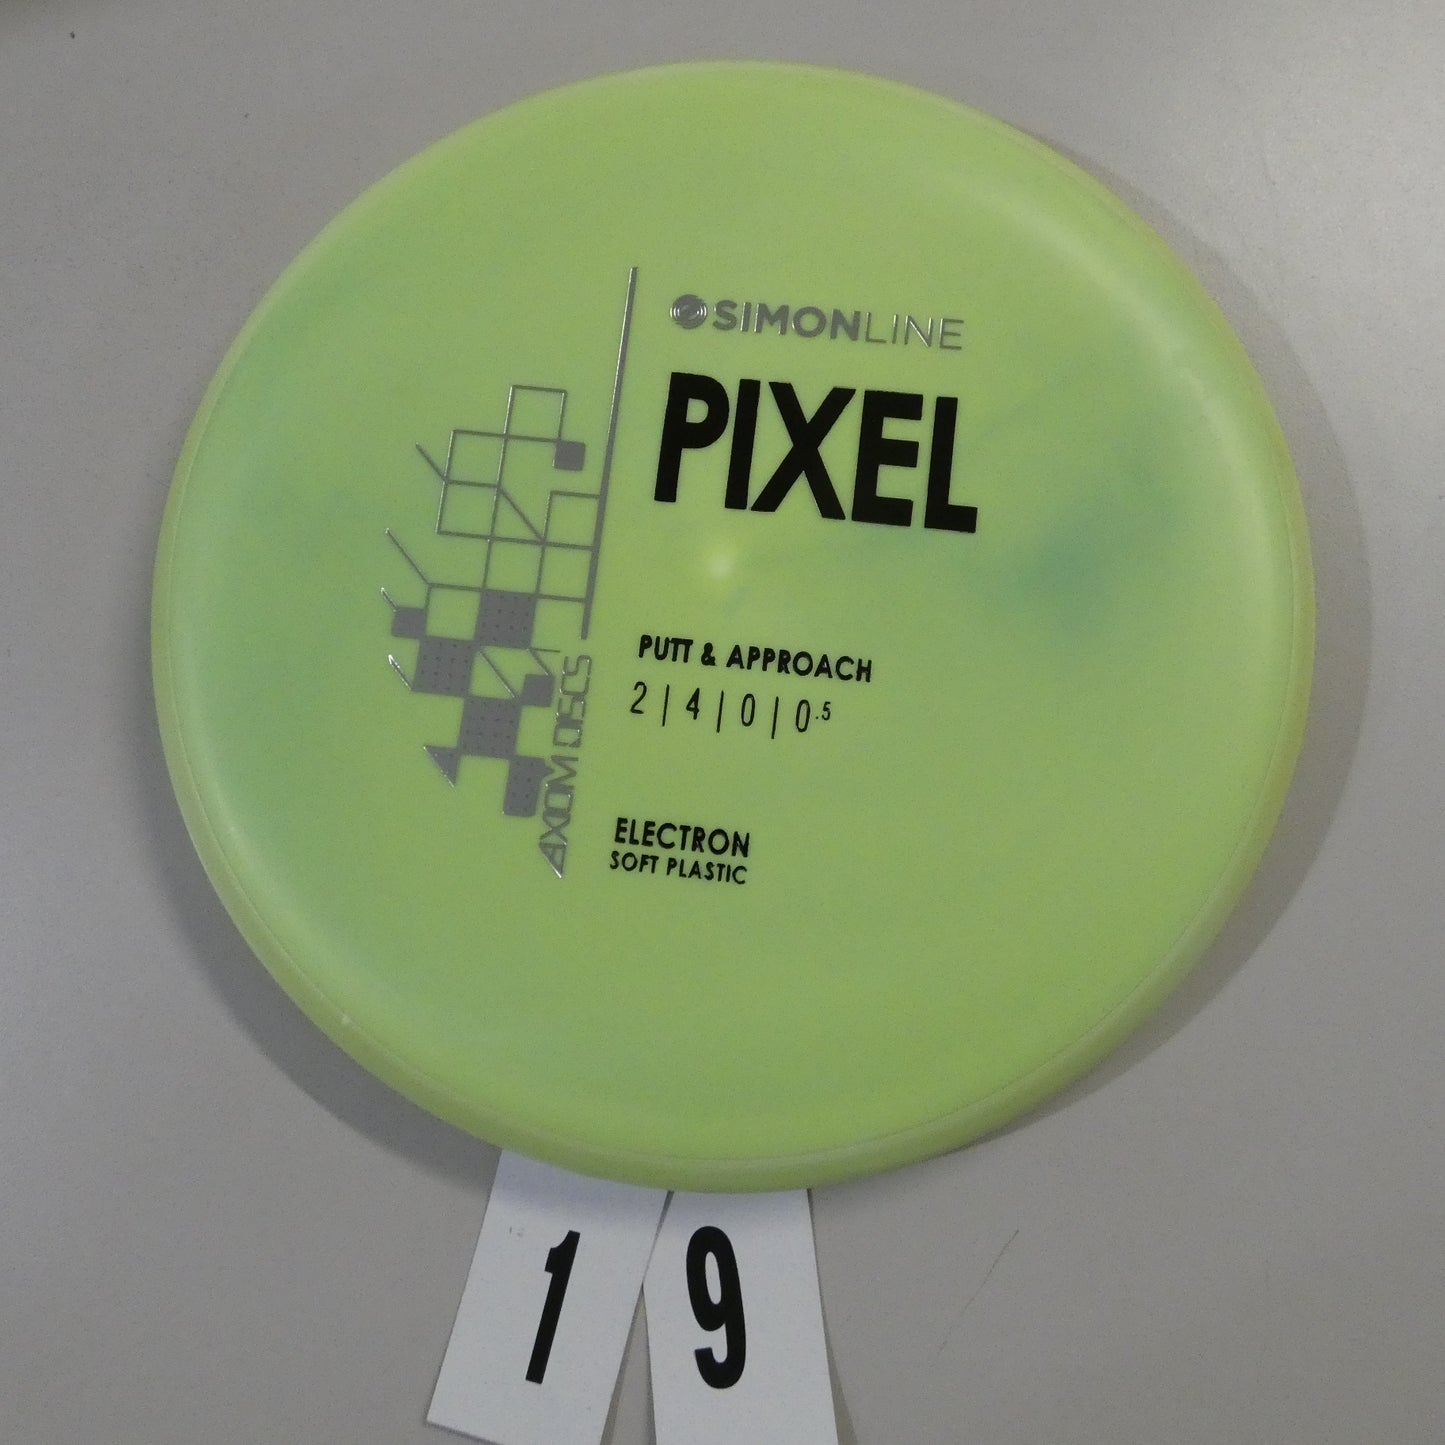 SIMONLINE
PIXEL
PUTT & APPROACH
2 | 4 | 0 | 0.5
AXIOM DISCS
ELECTRON
SOFT PLASTIC
1 9